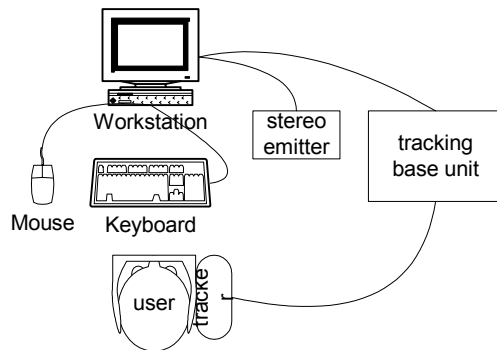 Workstation
stereo
emitter
tracking
base unit
Mouse
Keyboard
user
tracke
r